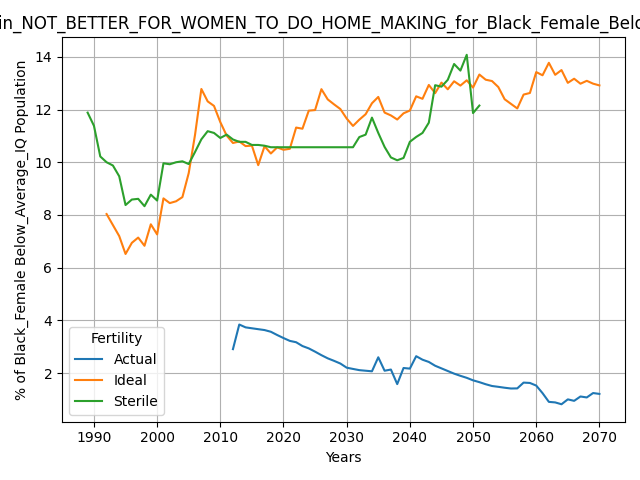 in_NOT_BETTER_FOR_WOMEN_TO_DO_HOME_MAKING_for_Black_Female_Belo
% of Black_Female Below_Average_IQ Population
14
12
10
8
6
4
2
Fertility
Actual
Ideal
Sterile
1990 2000 2010 2020 2030 2040 2050 2060 2070
Years